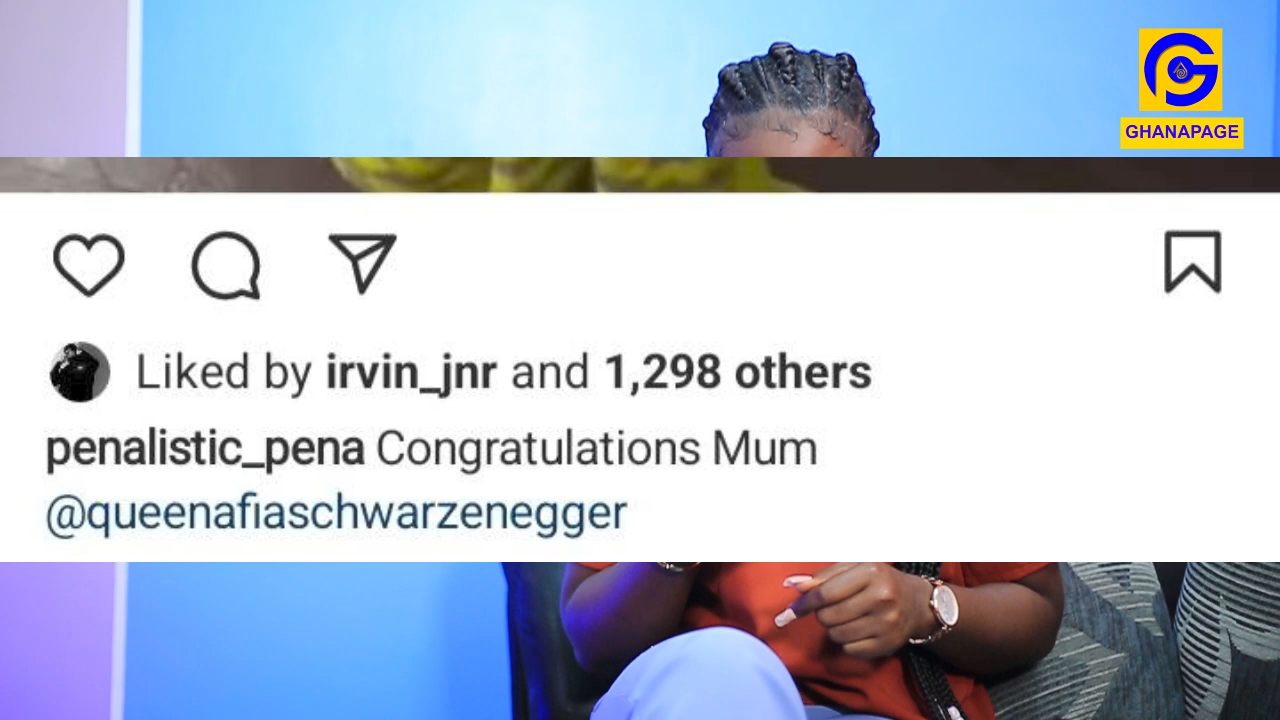 GHANAPAGE
Liked by irvin_jnr and 1,298 others
penalistic_pena Congratulations Mum
@queenafiaschwarzenegger